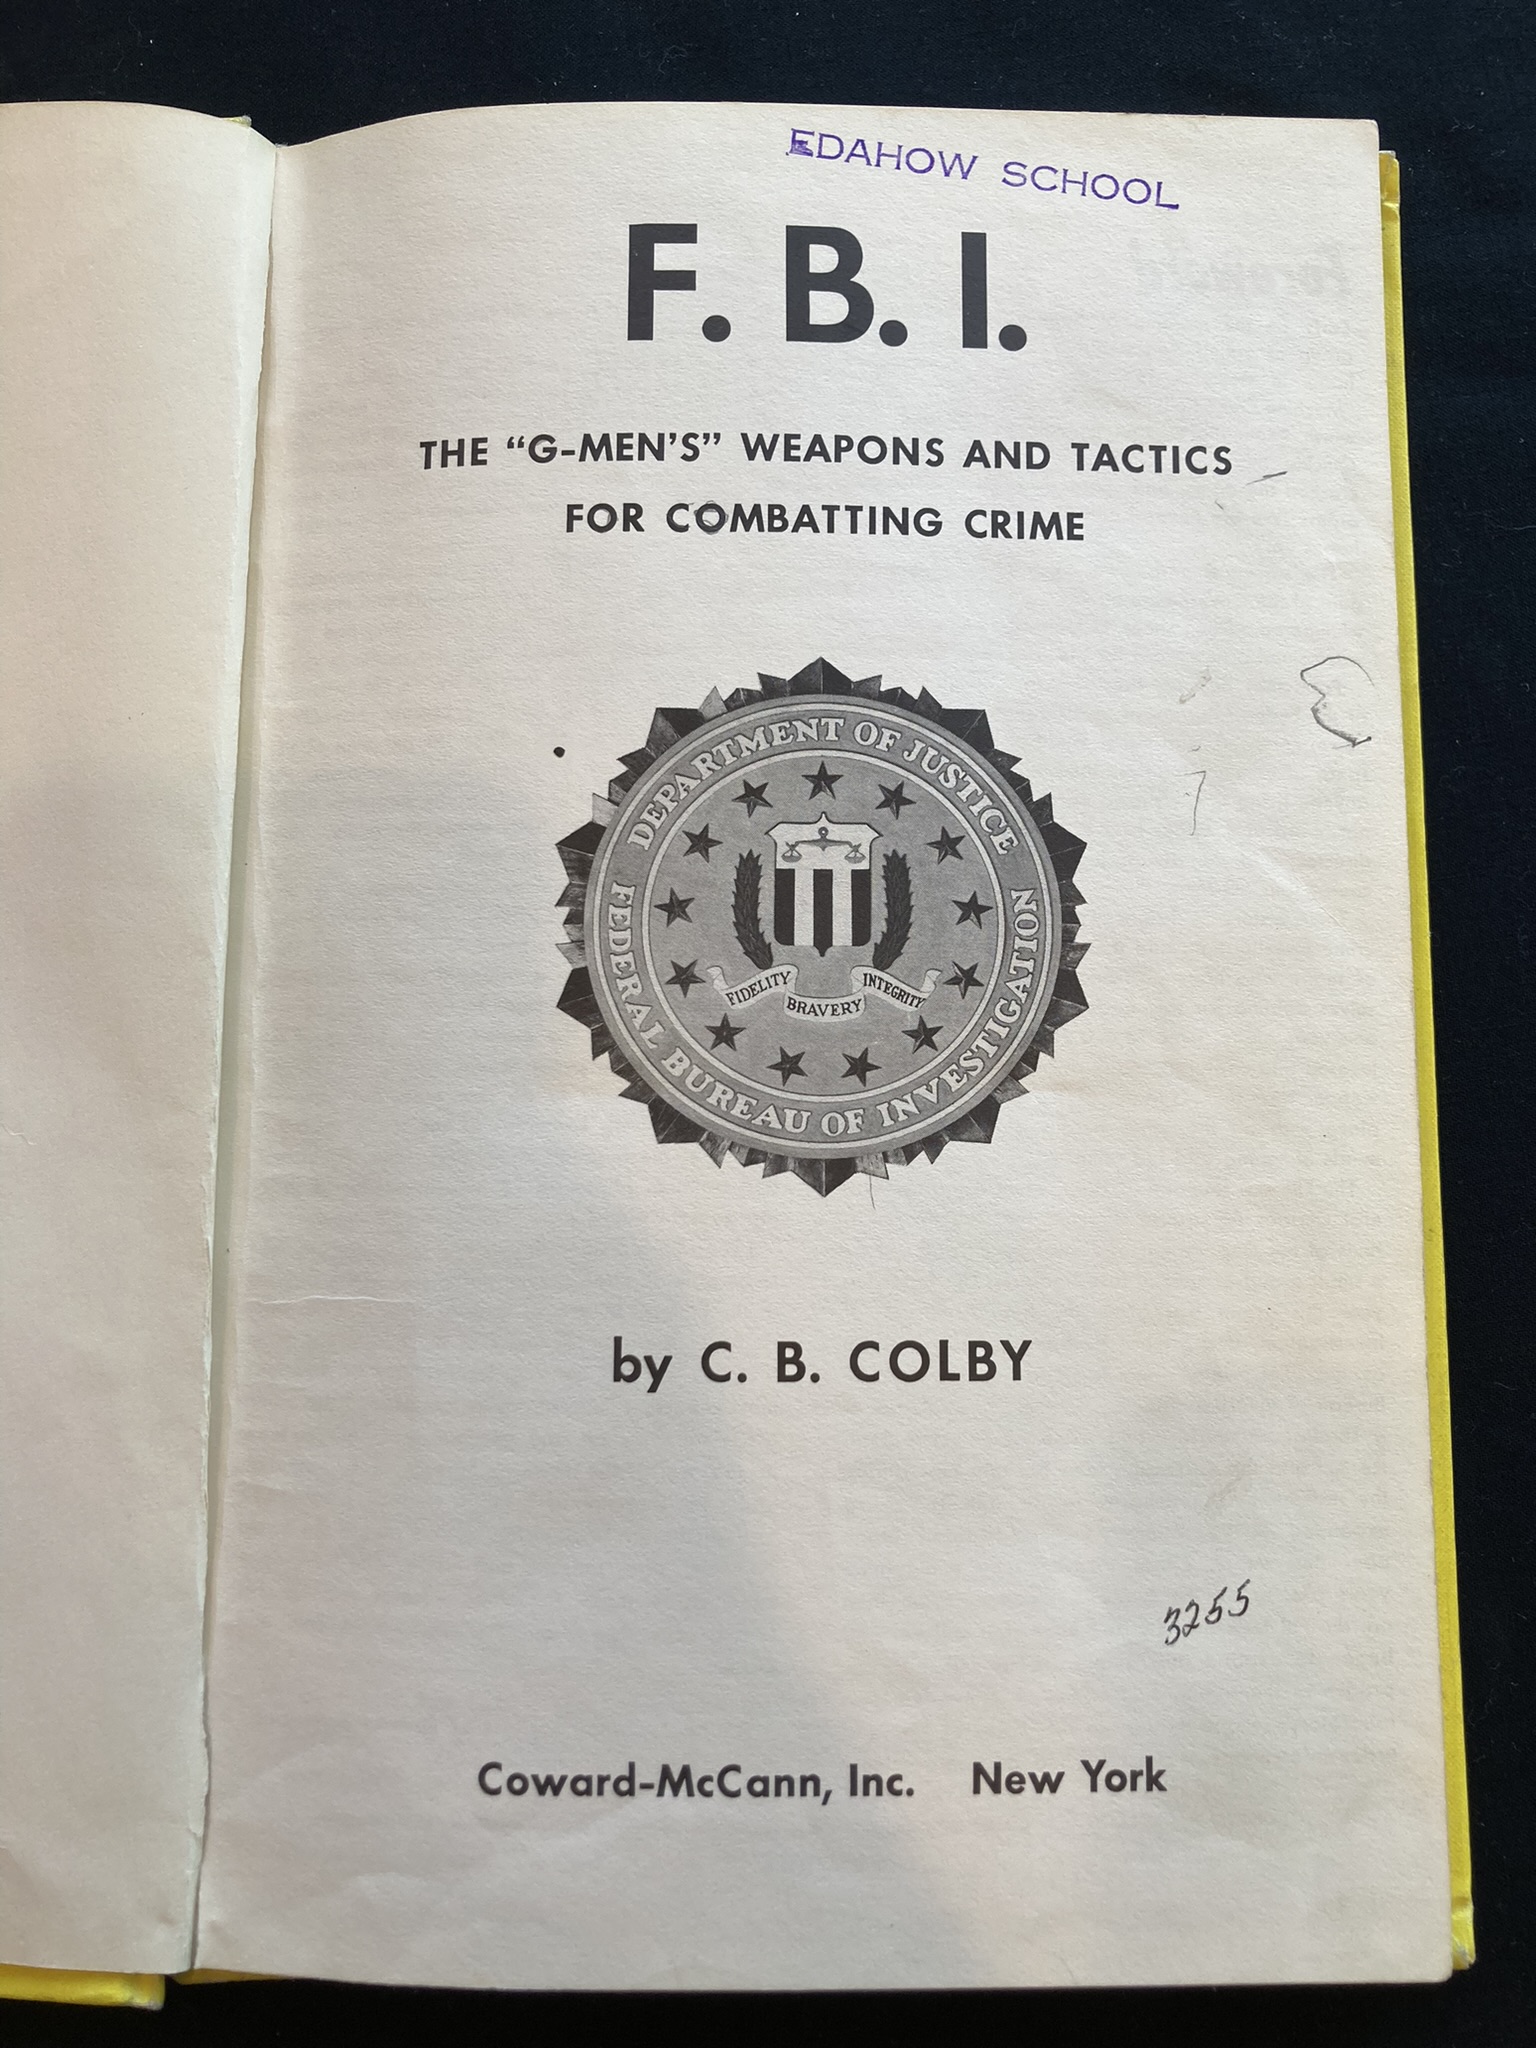 EDAHOW SCHOOL
F. B. I.
THE “G-MEN’S” WEAPONS AND TACTICS
FOR COMBATTING CRIME
DEPARTMENT OF JUSTICE
FEDERAL BUREAU OF INVESTIGATION
FIDELITY BRAVERY INTEGRITY
by C. B. COLBY
3255
Coward-McCann, Inc. New York